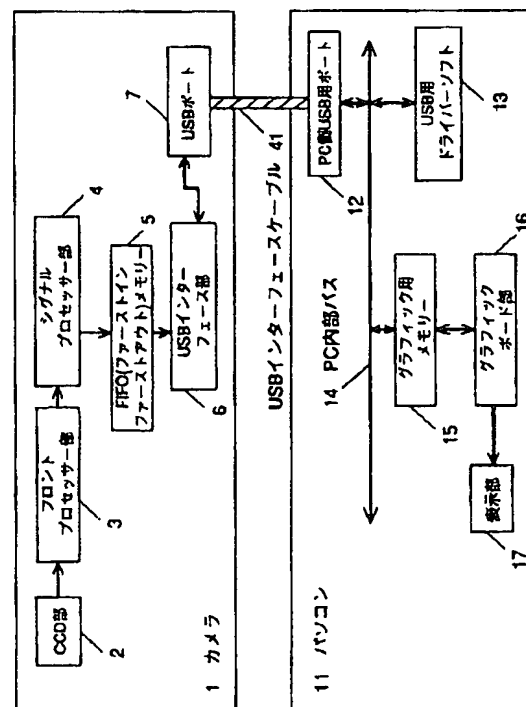 1 カメラ
CCD部
2
フロント
プロセッサー部
3
シグナル
プロセッサー部
4
FIFO(ファーストイン
ファーストアウト)メモリー
5
USBインター
フェース部
6
USBポート
7
USBインターフェースケーブル
41
11 パソコン
PC側USB用ポート
12
USB用
ドライバーソフト
13
14 PC内部バス
グラフィック用
メモリー
15
グラフィック
ボード部
16
表示部
17